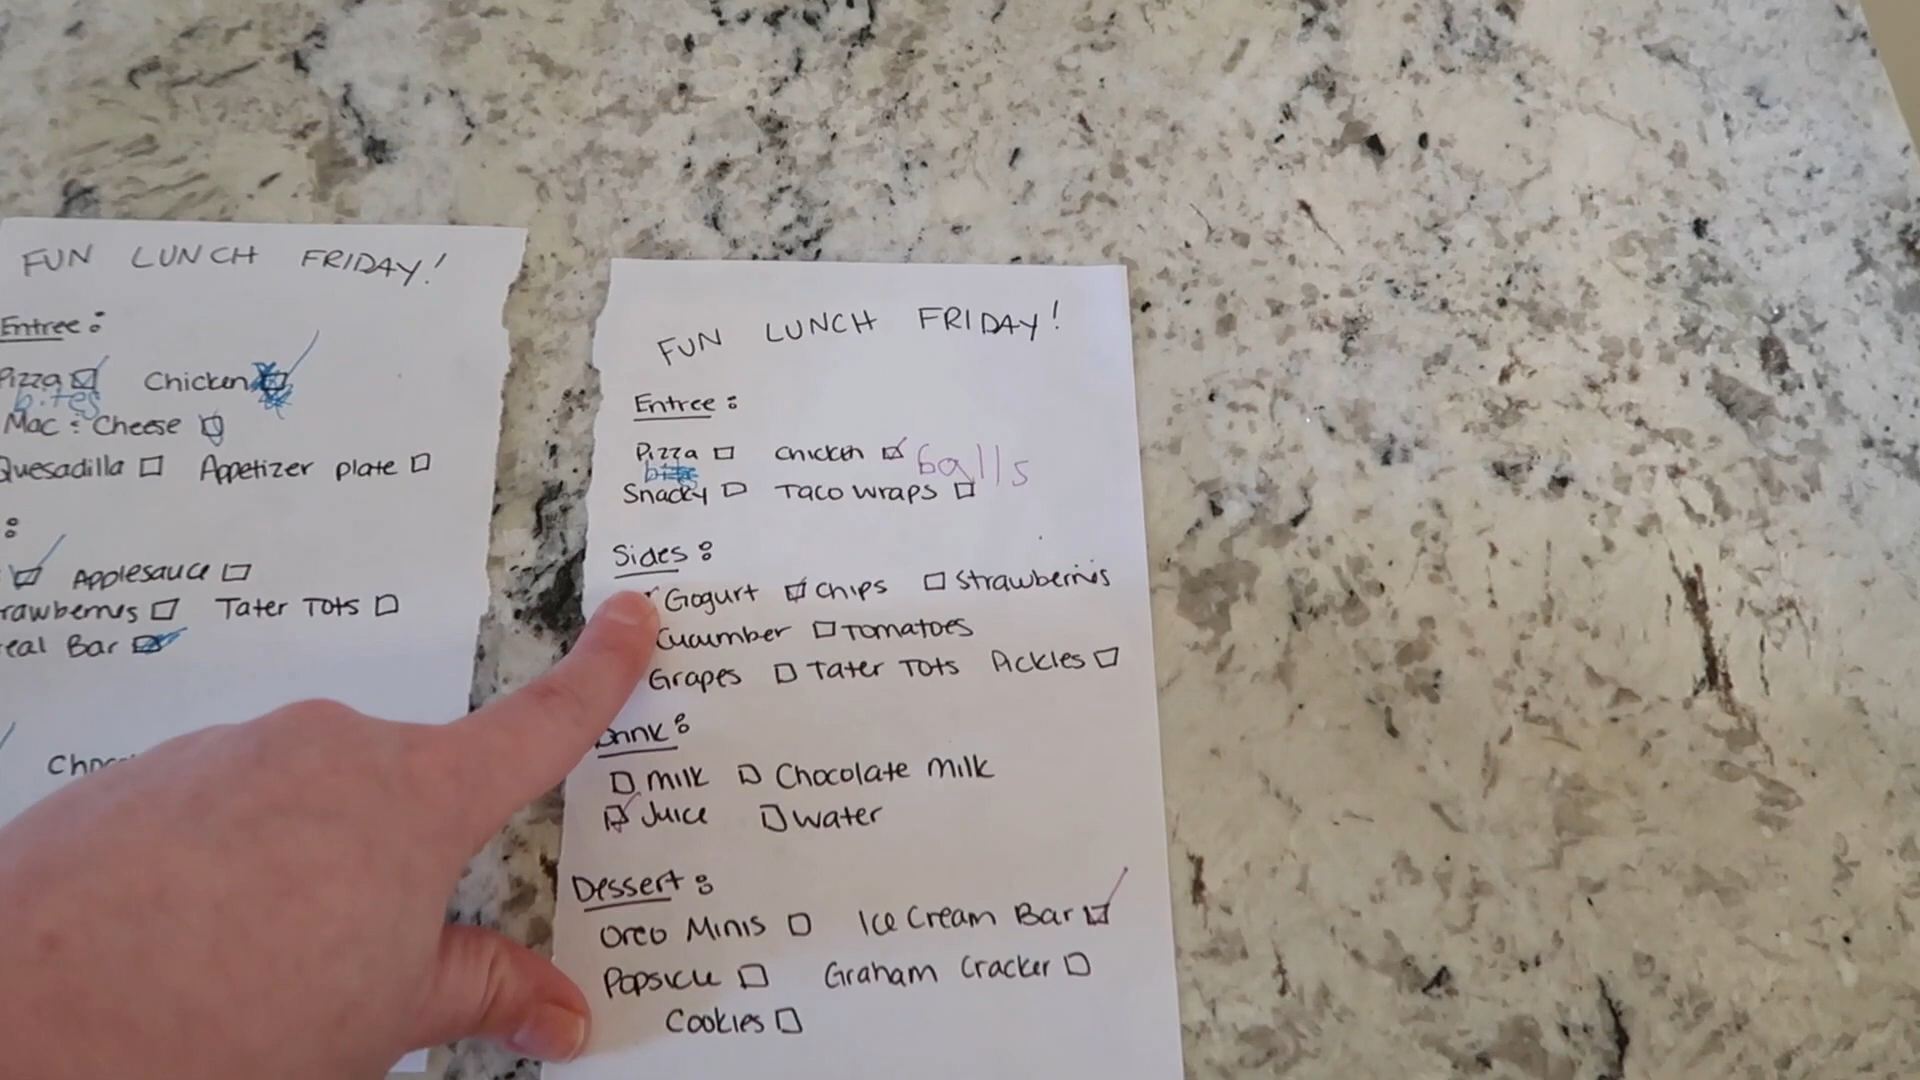 FUN LUNCH FRIDAY!
Entree:
Pizza Chicken
bites
Mac & Cheese
Quesadilla Appetizer plate
:
Applesauce
rawberries Tater Tots
real Bar
FUN LUNCH FRIDAY!
Entree:
Pizza Chicken balls
bites
Snacky Taco Wraps
Sides:
Gogurt Chips Strawberries
Cucumber Tomatoes
Grapes Tater Tots Pickles
Drink:
Milk Chocolate Milk
Juice Water
Dessert:
Oreo Minis Ice Cream Bar
Popsicle Graham Cracker
Cookies